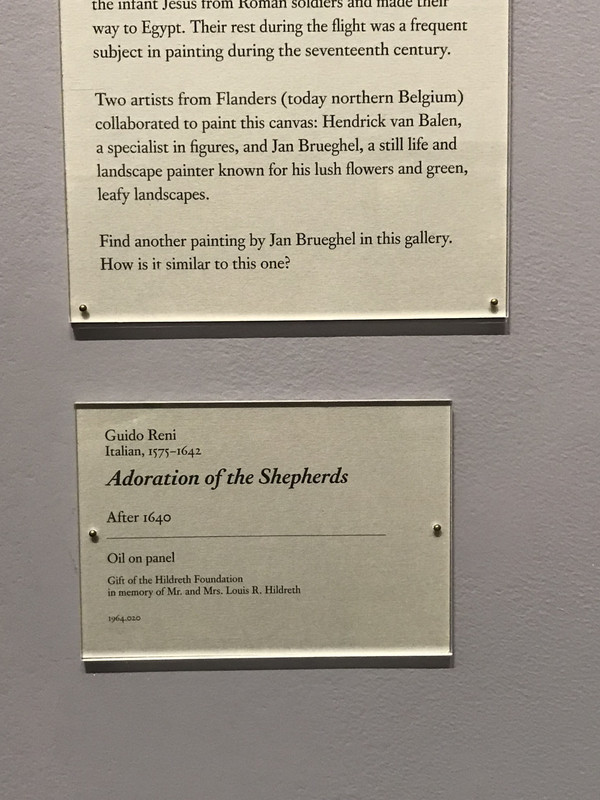 the infant Jesus from Roman soldiers and made their
way to Egypt. Their rest during the flight was a frequent
subject in painting during the seventeenth century.
Two artists from Flanders (today northern Belgium)
collaborated to paint this canvas: Hendrick van Balen,
a specialist in figures, and Jan Brueghel, a still life and
landscape painter known for his lush flowers and green,
leafy landscapes.
Find another painting by Jan Brueghel in this gallery.
How is it similar to this one?
Guido Reni
Italian, 1575–1642
Adoration of the Shepherds
After 1640
Oil on panel
Gift of the Hildreth Foundation
in memory of Mr. and Mrs. Louis R. Hildreth
1964.020